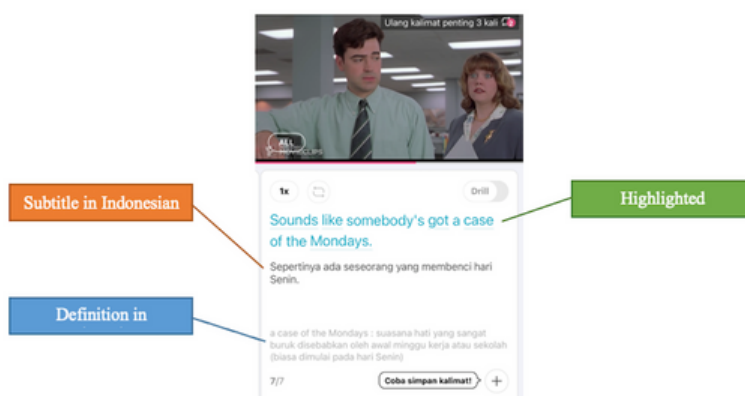 Ulang kalimat penting 3 kali
ALL
MOVIECLIPS
1x
Drill
Subtitle in Indonesian
Highlighted
Sounds like somebody's got a case
of the Mondays.
Sepertinya ada seseorang yang membenci hari
Senin.
Definition in
a case of the Mondays : suasana hati yang sangat
buruk disebabkan oleh awal minggu kerja atau sekolah
(biasa dimulai pada hari Senin)
7/7
Coba simpan kalimat!
+